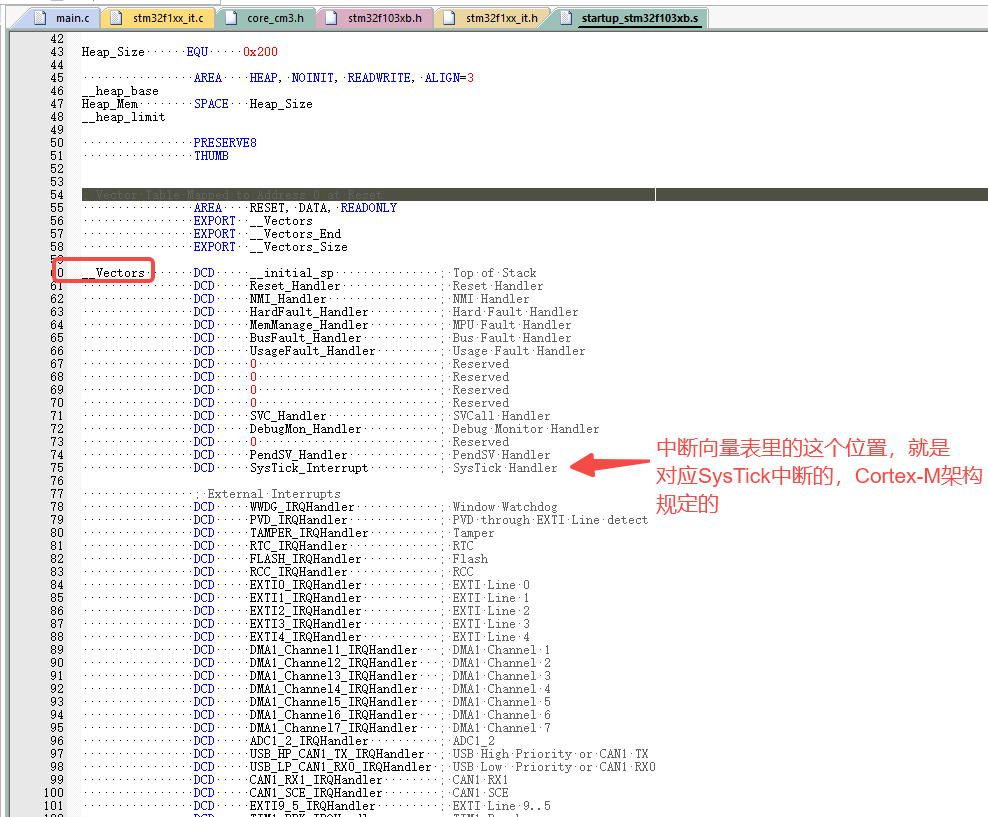 main.c stm32f1xx_it.c core_cm3.h stm32f103xb.h stm32f1xx_it.h startup_stm32f103xb.s
42
43 Heap_Size EQU 0x200
44
45 AREA HEAP, NOINIT, READWRITE, ALIGN=3
46 __heap_base
47 Heap_Mem SPACE Heap_Size
48 __heap_limit
49
50 PRESERVE8
51 THUMB
52
53
54 Vector Table Mapped to Address 0 at Reset
55 AREA RESET, DATA, READONLY
56 EXPORT __Vectors
57 EXPORT __Vectors_End
58 EXPORT __Vectors_Size
59
60 __Vectors DCD __initial_sp ; Top of Stack
61 DCD Reset_Handler ; Reset Handler
62 DCD NMI_Handler ; NMI Handler
63 DCD HardFault_Handler ; Hard Fault Handler
64 DCD MemManage_Handler ; MPU Fault Handler
65 DCD BusFault_Handler ; Bus Fault Handler
66 DCD UsageFault_Handler ; Usage Fault Handler
67 DCD 0 ; Reserved
68 DCD 0 ; Reserved
69 DCD 0 ; Reserved
70 DCD 0 ; Reserved
71 DCD SVC_Handler ; SVCall Handler
72 DCD DebugMon_Handler ; Debug Monitor Handler
73 DCD 0 ; Reserved
74 DCD PendSV_Handler ; PendSV Handler
75 DCD SysTick_Interrupt ; SysTick Handler
中断向量表里的这个位置，就是
对应SysTick中断的，Cortex-M架构
规定的
76
77 ; External Interrupts
78 DCD WWDG_IRQHandler ; Window Watchdog
79 DCD PVD_IRQHandler ; PVD through EXTI Line detect
80 DCD TAMPER_IRQHandler ; Tamper
81 DCD RTC_IRQHandler ; RTC
82 DCD FLASH_IRQHandler ; Flash
83 DCD RCC_IRQHandler ; RCC
84 DCD EXTI0_IRQHandler ; EXTI Line 0
85 DCD EXTI1_IRQHandler ; EXTI Line 1
86 DCD EXTI2_IRQHandler ; EXTI Line 2
87 DCD EXTI3_IRQHandler ; EXTI Line 3
88 DCD EXTI4_IRQHandler ; EXTI Line 4
89 DCD DMA1_Channel1_IRQHandler ; DMA1 Channel 1
90 DCD DMA1_Channel2_IRQHandler ; DMA1 Channel 2
91 DCD DMA1_Channel3_IRQHandler ; DMA1 Channel 3
92 DCD DMA1_Channel4_IRQHandler ; DMA1 Channel 4
93 DCD DMA1_Channel5_IRQHandler ; DMA1 Channel 5
94 DCD DMA1_Channel6_IRQHandler ; DMA1 Channel 6
95 DCD DMA1_Channel7_IRQHandler ; DMA1 Channel 7
96 DCD ADC1_2_IRQHandler ; ADC1_2
97 DCD USB_HP_CAN1_TX_IRQHandler ; USB High Priority or CAN1 TX
98 DCD USB_LP_CAN1_RX0_IRQHandler ; USB Low Priority or CAN1 RX0
99 DCD CAN1_RX1_IRQHandler ; CAN1 RX1
100 DCD CAN1_SCE_IRQHandler ; CAN1 SCE
101 DCD EXTI9_5_IRQHandler ; EXTI Line 9..5